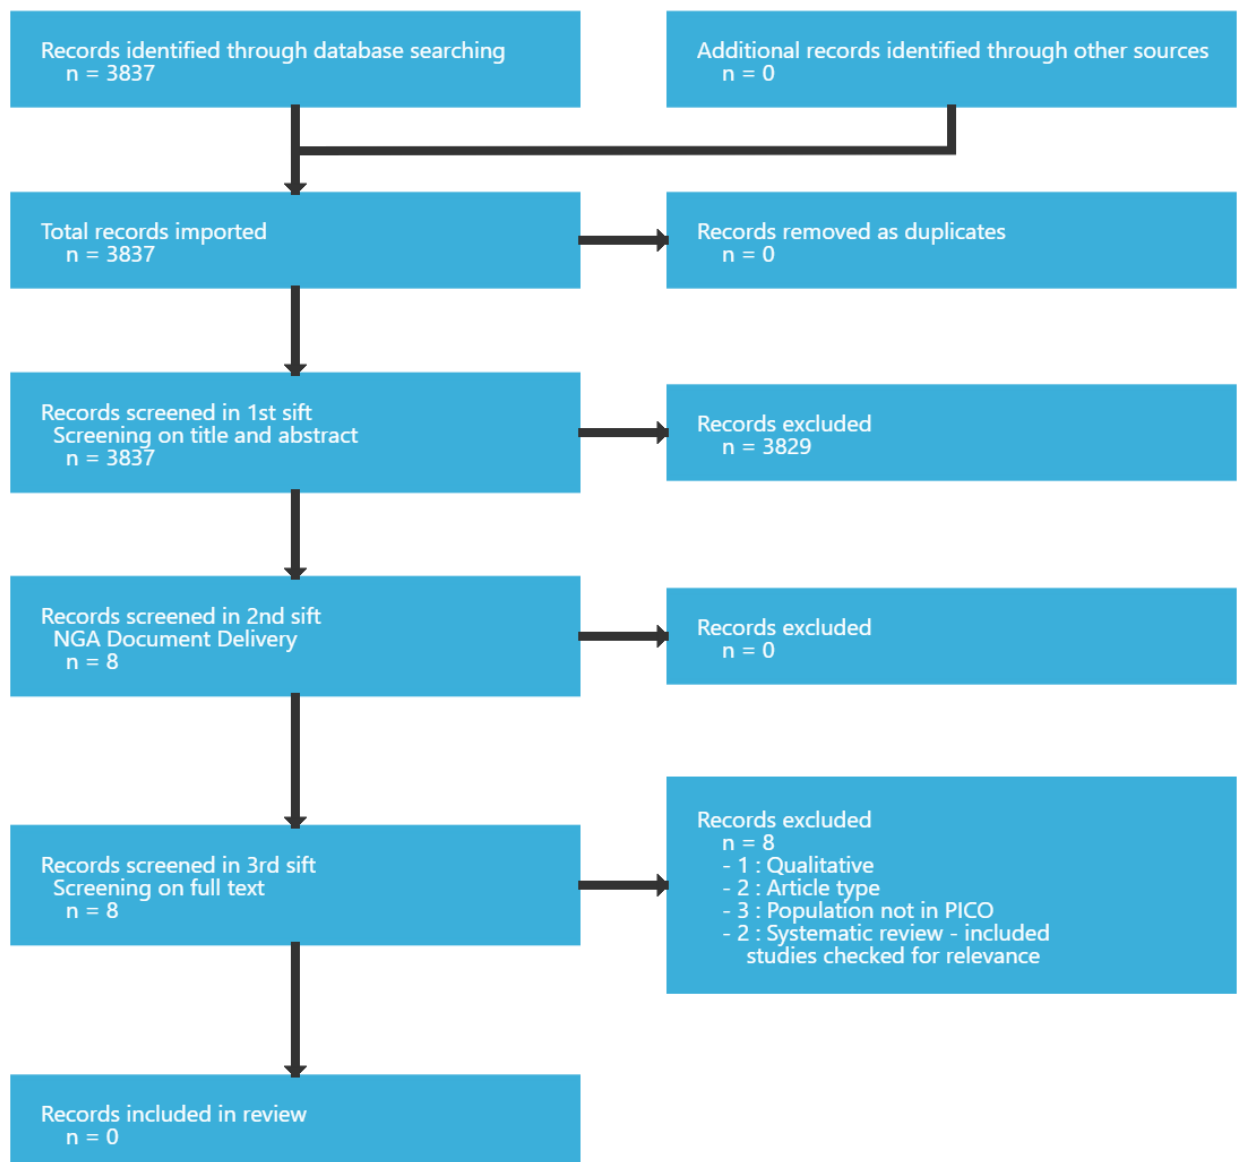 Records identified through database searching
n = 3837
Additional records identified through other sources
n = 0
Total records imported
n = 3837
Records removed as duplicates
n = 0
Records screened in 1st sift
Screening on title and abstract
n = 3837
Records excluded
n = 3829
Records screened in 2nd sift
NGA Document Delivery
n = 8
Records excluded
n = 0
Records screened in 3rd sift
Screening on full text
n = 8
Records excluded
n = 8
- 1 : Qualitative
- 2 : Article type
- 3 : Population not in PICO
- 2 : Systematic review - included
studies checked for relevance
Records included in review
n = 0